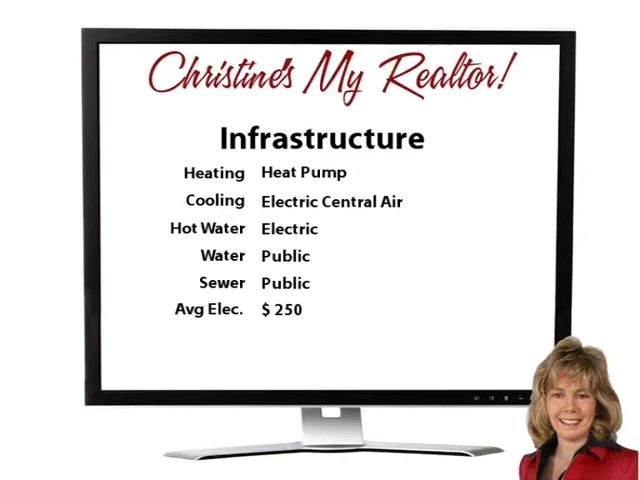 Christine's My Realtor!
Infrastructure
Heating Heat Pump
Cooling Electric Central Air
Hot Water Electric
Water Public
Sewer Public
Avg Elec. $ 250